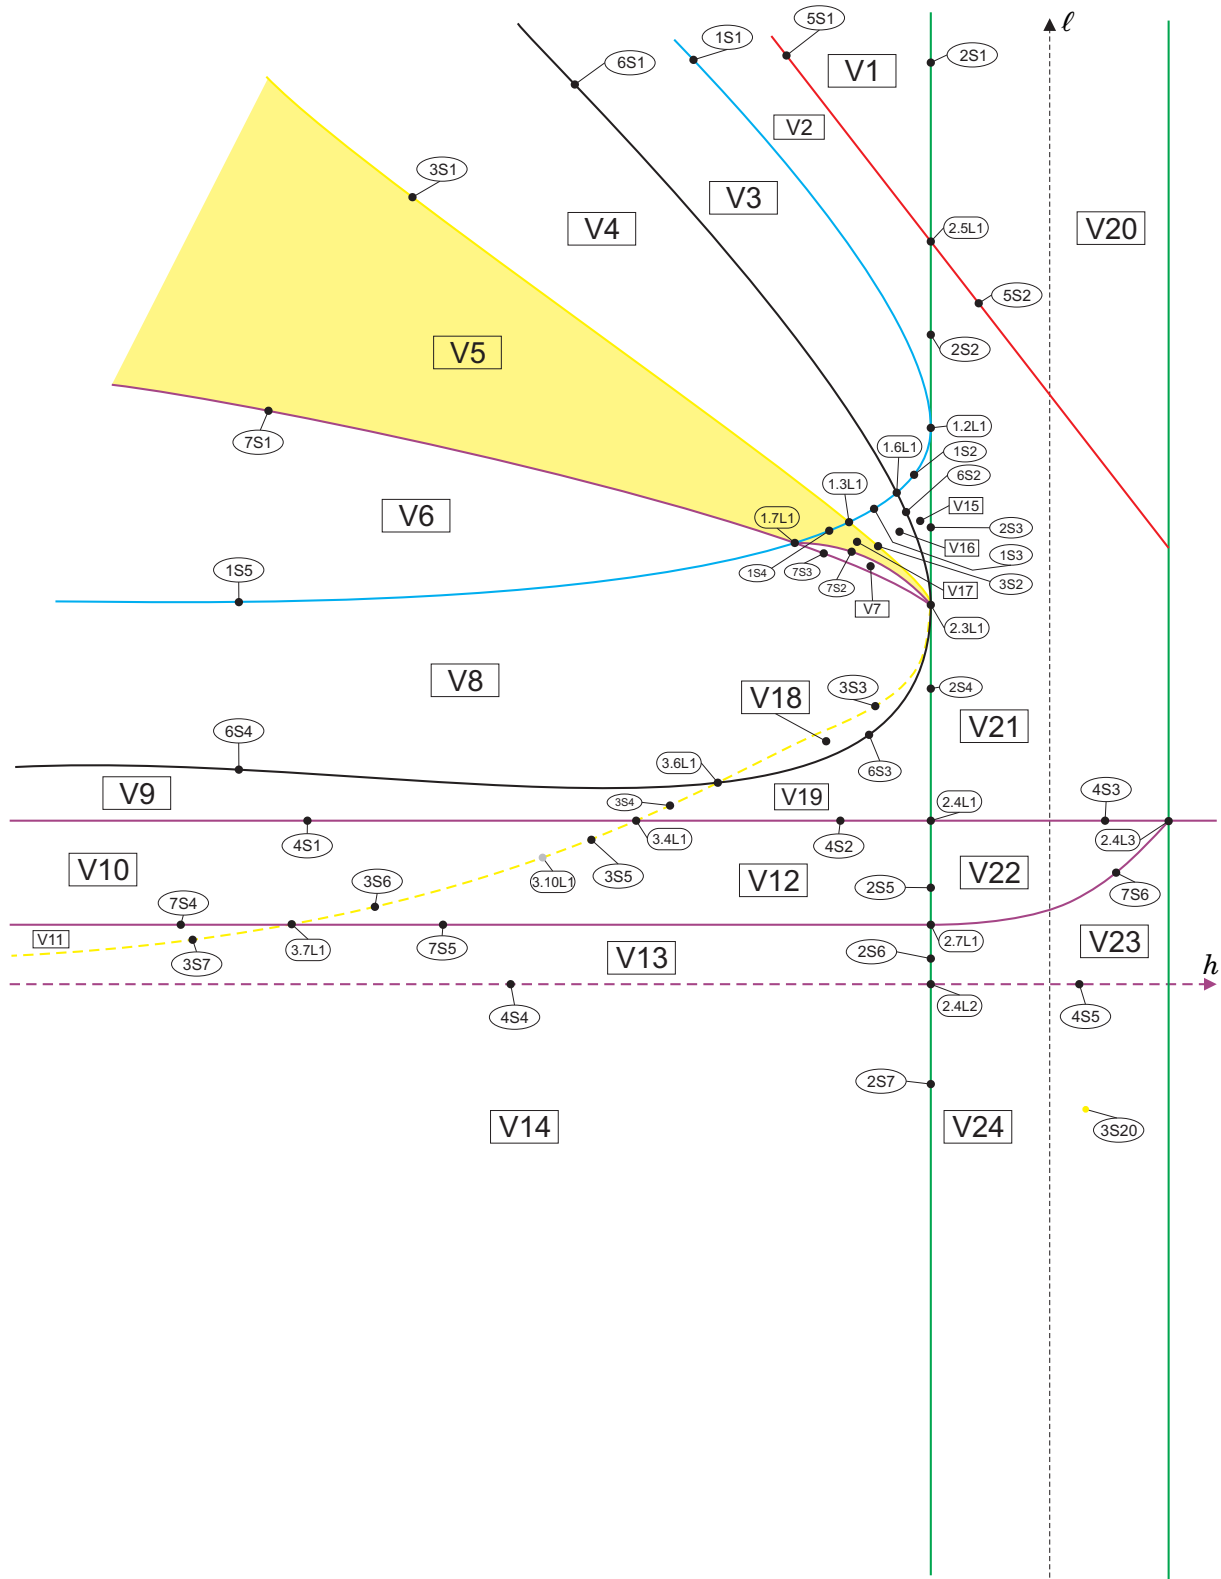 5S1
ℓ
1S1
6S1
2S1
V1
V2
3S1
V3
V4
V20
2.5L1
5S2
V5
2S2
7S1
1.2L1
1.6L1
1S2
6S2
1.3L1
V15
1.7L1
V6
2S3
V16
1S3
1S4
7S3
3S2
7S2
V17
1S5
V7
2.3L1
V8
3S3
2S4
V18
V21
6S4
3.6L1
6S3
V9
3S4
V19
2.4L1
4S3
4S1
3.4L1
4S2
2.4L3
V10
3S6
3.10L1
3S5
V12
2S5
V22
7S6
7S4
V11
3S7
3.7L1
7S5
V13
2S6
2.7L1
V23
h
4S4
2.4L2
4S5
2S7
V14
V24
3S20